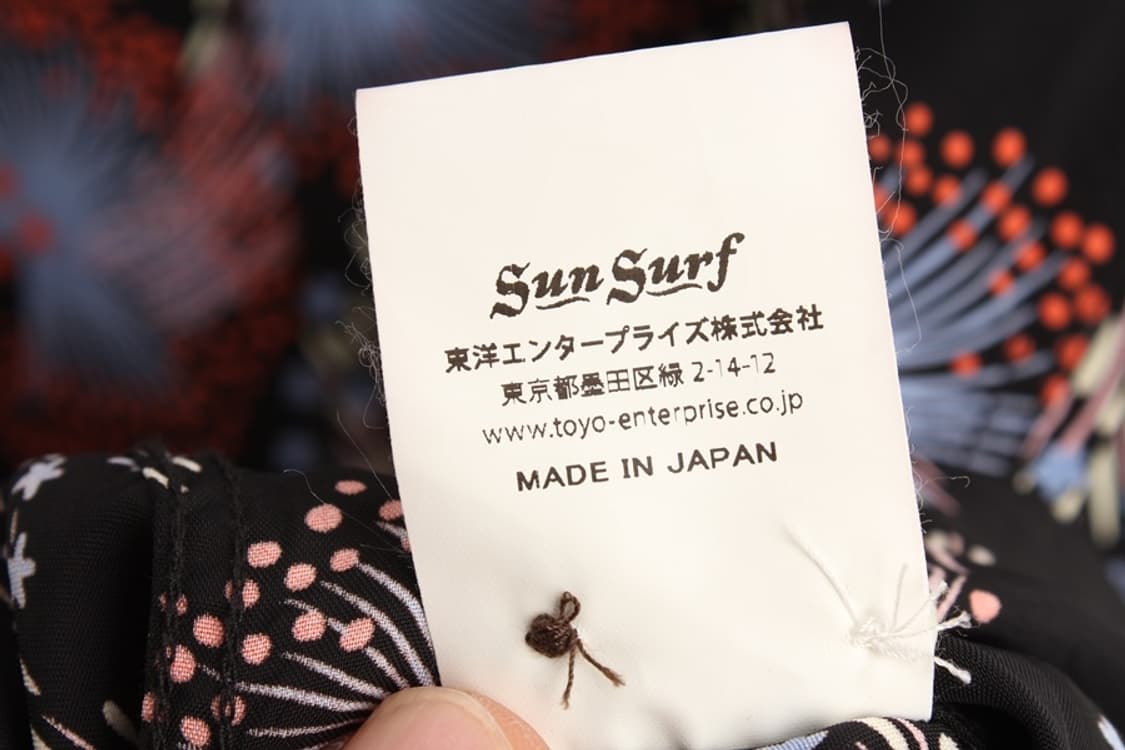 Sun Surf
東洋エンタープライズ株式会社
東京都墨田区緑 2-14-12
www.toyo-enterprise.co.jp
MADE IN JAPAN